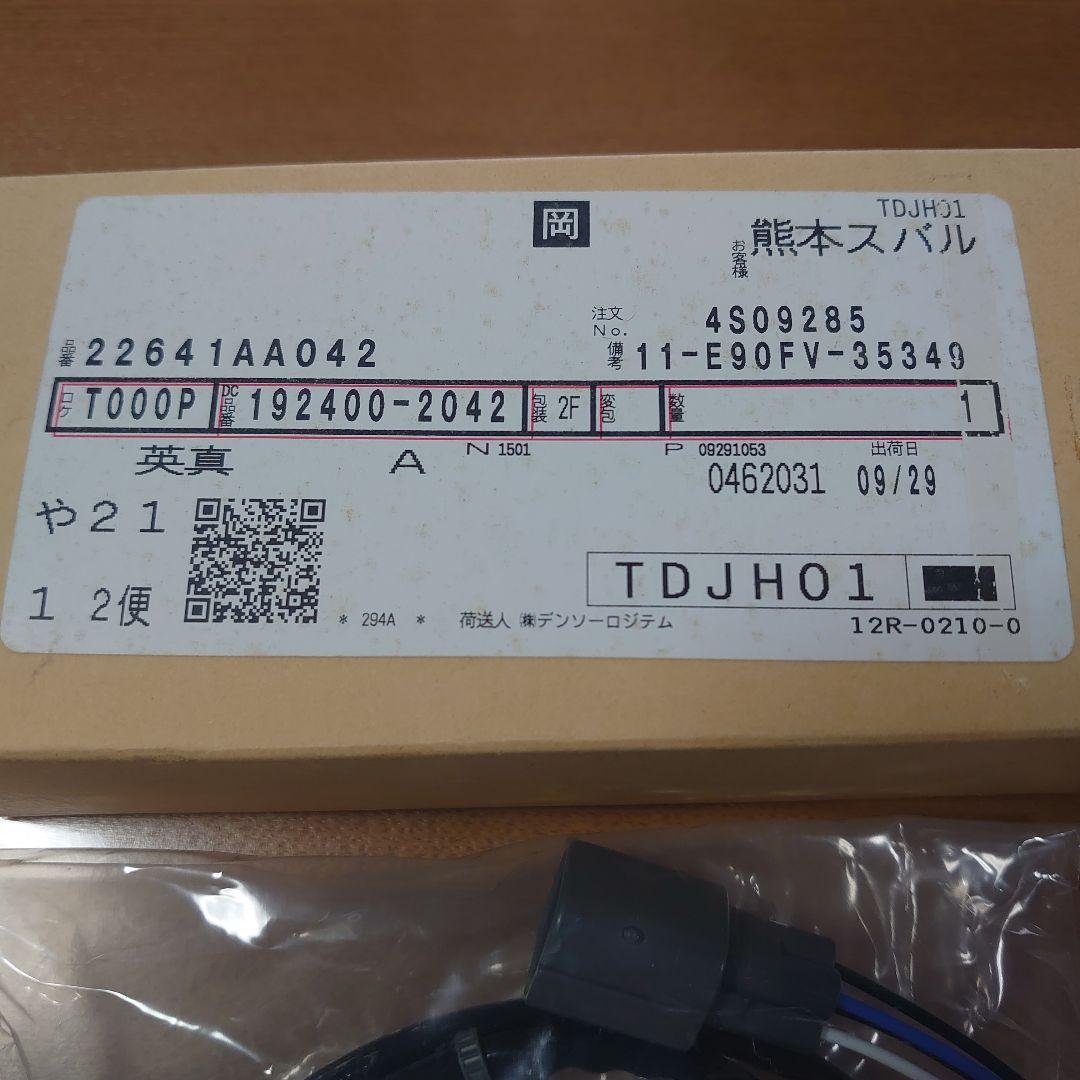 岡
TDJH01
お客様 熊本スバル
注文No. 4S09285
品番 22641AA042
備考 11-E90FV-35349
ロケ T000P DC品番 192400-2042 包装 2F 変包 数量 1
英真 A N 1501 P 09291053 出荷日
0462031 09/29
や21
TDJH01
1 2便
* 294A * 荷送人 ㈱デンソーロジテム
12R-0210-0